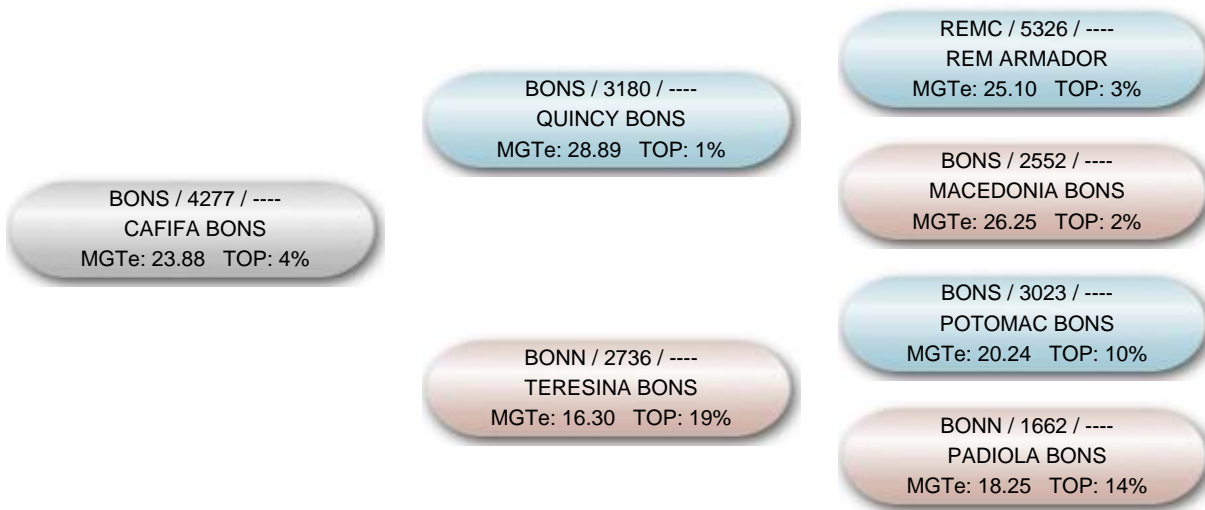 BONS / 4277 / ----
CAFIFA BONS
MGTe: 23.88 TOP: 4%
BONS / 3180 / ----
QUINCY BONS
MGTe: 28.89 TOP: 1%
BONN / 2736 / ----
TERESINA BONS
MGTe: 16.30 TOP: 19%
REMC / 5326 / ----
REM ARMADOR
MGTe: 25.10 TOP: 3%
BONS / 2552 / ----
MACEDONIA BONS
MGTe: 26.25 TOP: 2%
BONS / 3023 / ----
POTOMAC BONS
MGTe: 20.24 TOP: 10%
BONN / 1662 / ----
PADIOLA BONS
MGTe: 18.25 TOP: 14%